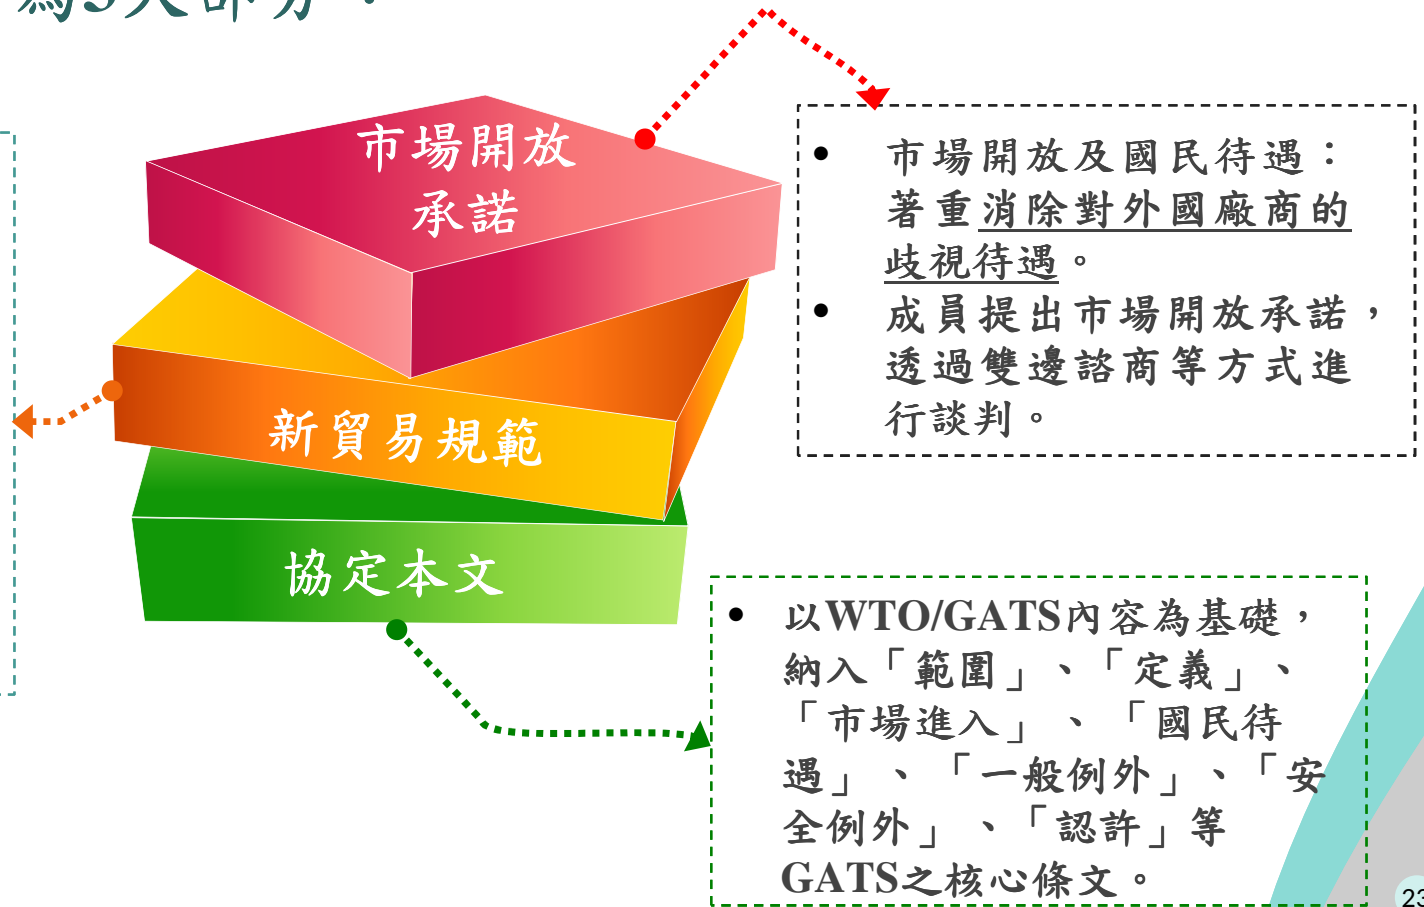 為3大部分：
市場開放
承諾
新貿易規範
協定本文
• 市場開放及國民待遇：
著重消除對外國廠商的
歧視待遇。
• 成員提出市場開放承諾，
透過雙邊諮商等方式進
行談判。
• 以WTO/GATS內容為基礎，
納入「範圍」、「定義」、
「市場進入」、「國民待
遇」、「一般例外」、「安
全例外」、「認許」等
GATS之核心條文。
23